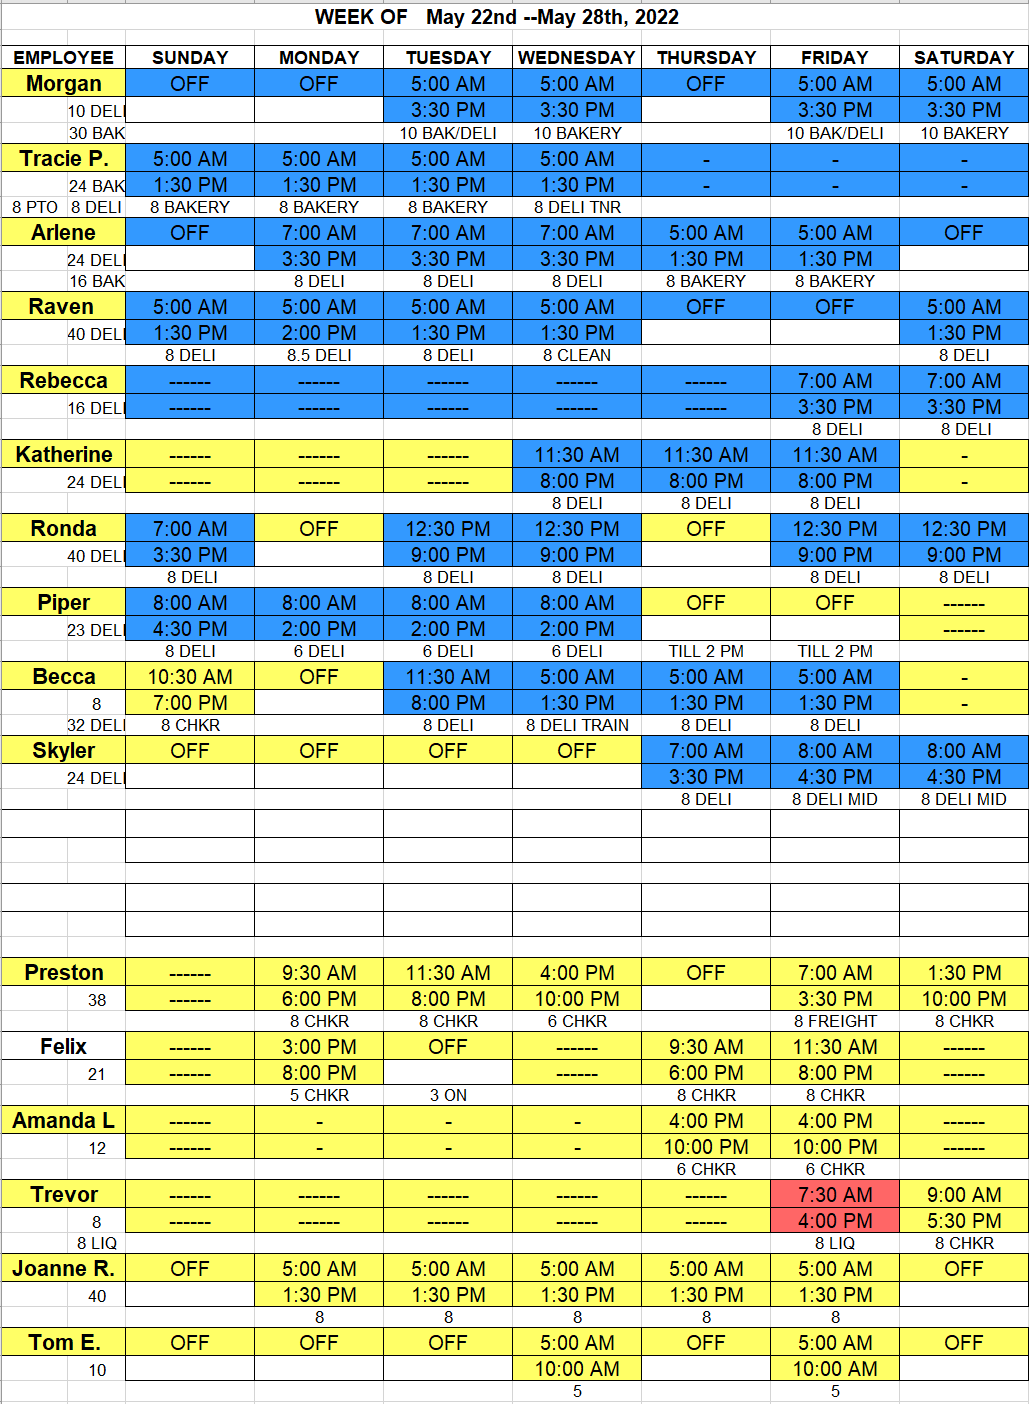 WEEK OF May 22nd --May 28th, 2022
EMPLOYEE SUNDAY MONDAY TUESDAY WEDNESDAY THURSDAY FRIDAY SATURDAY
Morgan OFF OFF 5:00 AM 5:00 AM OFF 5:00 AM 5:00 AM
10 DELI 3:30 PM 3:30 PM 3:30 PM 3:30 PM
30 BAK 10 BAK/DELI 10 BAKERY 10 BAK/DELI 10 BAKERY
Tracie P. 5:00 AM 5:00 AM 5:00 AM 5:00 AM - - -
24 BAK 1:30 PM 1:30 PM 1:30 PM 1:30 PM - - -
8 PTO 8 DELI 8 BAKERY 8 BAKERY 8 BAKERY 8 DELI TNR
Arlene OFF 7:00 AM 7:00 AM 7:00 AM 5:00 AM 5:00 AM OFF
24 DELI 3:30 PM 3:30 PM 3:30 PM 1:30 PM 1:30 PM
16 BAK 8 DELI 8 DELI 8 DELI 8 BAKERY 8 BAKERY
Raven 5:00 AM 5:00 AM 5:00 AM 5:00 AM OFF OFF 5:00 AM
40 DELI 1:30 PM 2:00 PM 1:30 PM 1:30 PM 1:30 PM
8 DELI 8.5 DELI 8 DELI 8 CLEAN 8 DELI
Rebecca ------ ------ ------ ------ ------ 7:00 AM 7:00 AM
16 DELI ------ ------ ------ ------ ------ 3:30 PM 3:30 PM
8 DELI 8 DELI
Katherine ------ ------ ------ 11:30 AM 11:30 AM 11:30 AM -
24 DELI ------ ------ ------ 8:00 PM 8:00 PM 8:00 PM -
8 DELI 8 DELI 8 DELI
Ronda 7:00 AM OFF 12:30 PM 12:30 PM OFF 12:30 PM 12:30 PM
40 DELI 3:30 PM 9:00 PM 9:00 PM 9:00 PM 9:00 PM
8 DELI 8 DELI 8 DELI 8 DELI 8 DELI
Piper 8:00 AM 8:00 AM 8:00 AM 8:00 AM OFF OFF ------
23 DELI 4:30 PM 2:00 PM 2:00 PM 2:00 PM ------
8 DELI 6 DELI 6 DELI 6 DELI TILL 2 PM TILL 2 PM
Becca 10:30 AM OFF 11:30 AM 5:00 AM 5:00 AM 5:00 AM -
8 7:00 PM 8:00 PM 1:30 PM 1:30 PM 1:30 PM -
32 DELI 8 CHKR 8 DELI 8 DELI TRAIN 8 DELI 8 DELI
Skyler OFF OFF OFF OFF 7:00 AM 8:00 AM 8:00 AM
24 DELI 3:30 PM 4:30 PM 4:30 PM
8 DELI 8 DELI MID 8 DELI MID
Preston ------ 9:30 AM 11:30 AM 4:00 PM OFF 7:00 AM 1:30 PM
38 ------ 6:00 PM 8:00 PM 10:00 PM 3:30 PM 10:00 PM
8 CHKR 8 CHKR 6 CHKR 8 FREIGHT 8 CHKR
Felix ------ 3:00 PM OFF ------ 9:30 AM 11:30 AM ------
21 ------ 8:00 PM ------ 6:00 PM 8:00 PM ------
5 CHKR 3 ON 8 CHKR 8 CHKR
Amanda L ------ - - - 4:00 PM 4:00 PM ------
12 ------ - - - 10:00 PM 10:00 PM ------
6 CHKR 6 CHKR
Trevor ------ ------ ------ ------ ------ 7:30 AM 9:00 AM
8 ------ ------ ------ ------ ------ 4:00 PM 5:30 PM
8 LIQ 8 LIQ 8 CHKR
Joanne R. OFF 5:00 AM 5:00 AM 5:00 AM 5:00 AM 5:00 AM OFF
40 1:30 PM 1:30 PM 1:30 PM 1:30 PM 1:30 PM
8 8 8 8 8
Tom E. OFF OFF OFF 5:00 AM OFF 5:00 AM OFF
10 10:00 AM 10:00 AM
5 5